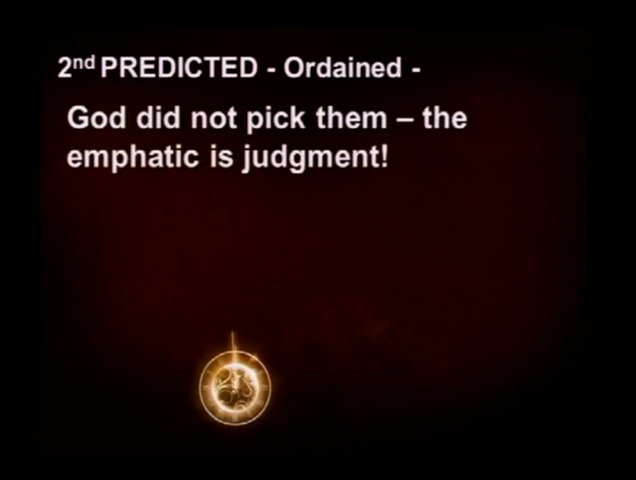 2nd PREDICTED - Ordained -
God did not pick them – the
emphatic is judgment!